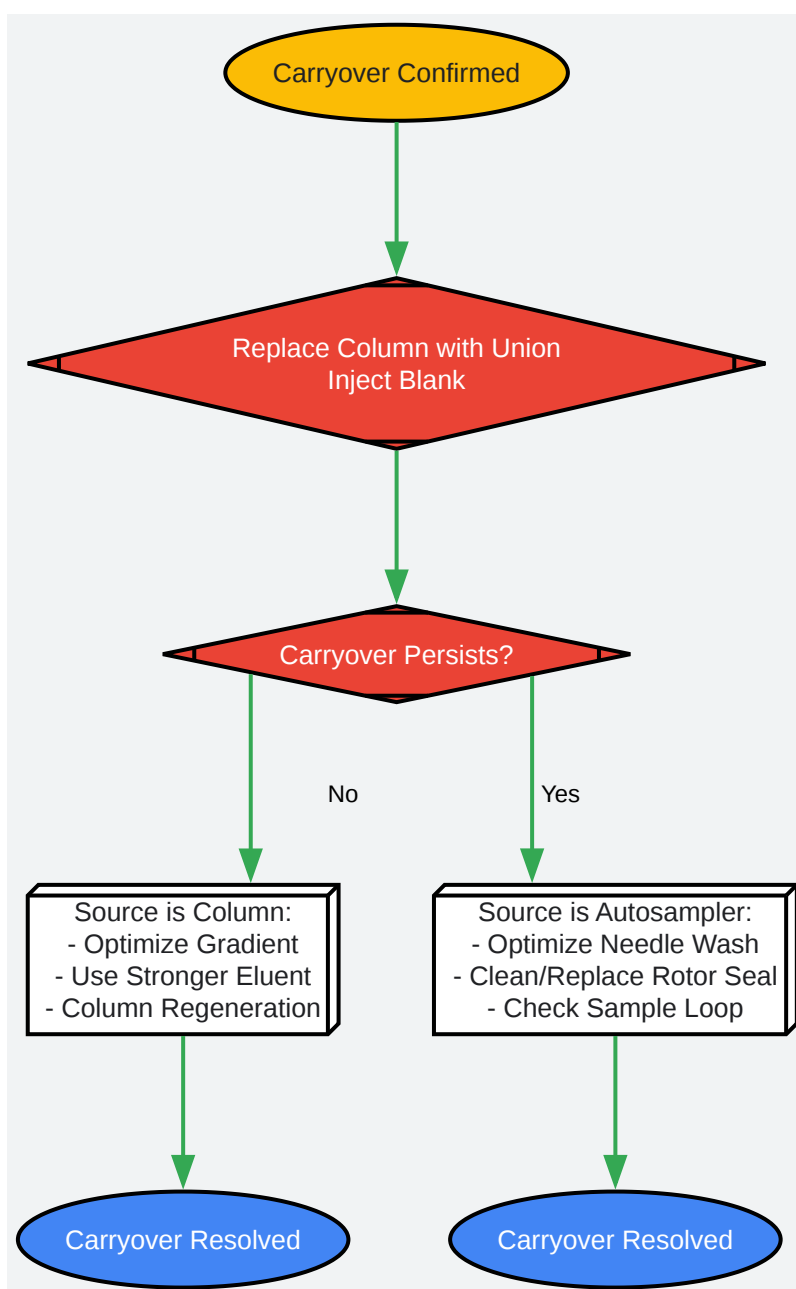 Carryover Confirmed
Replace Column with Union
Inject Blank
Carryover Persists?
No
Yes
Source is Column:
- Optimize Gradient
- Use Stronger Eluent
- Column Regeneration
Source is Autosampler:
- Optimize Needle Wash
- Clean/Replace Rotor Seal
- Check Sample Loop
Carryover Resolved
Carryover Resolved